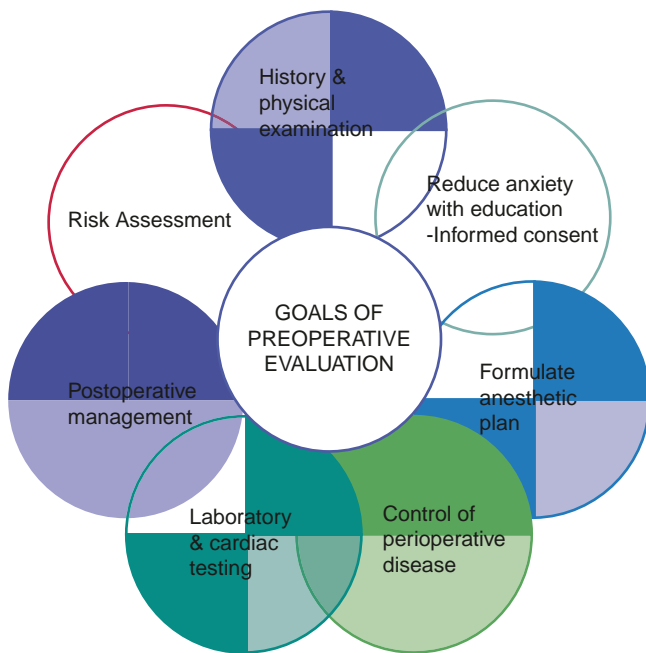 History &
physical
examination
Reduce anxiety
with education
-Informed consent
Risk Assessment
GOALS OF
PREOPERATIVE
EVALUATION
Formulate
anesthetic
plan
Postoperative
management
Laboratory
& cardiac
testing
Control of
perioperative
disease